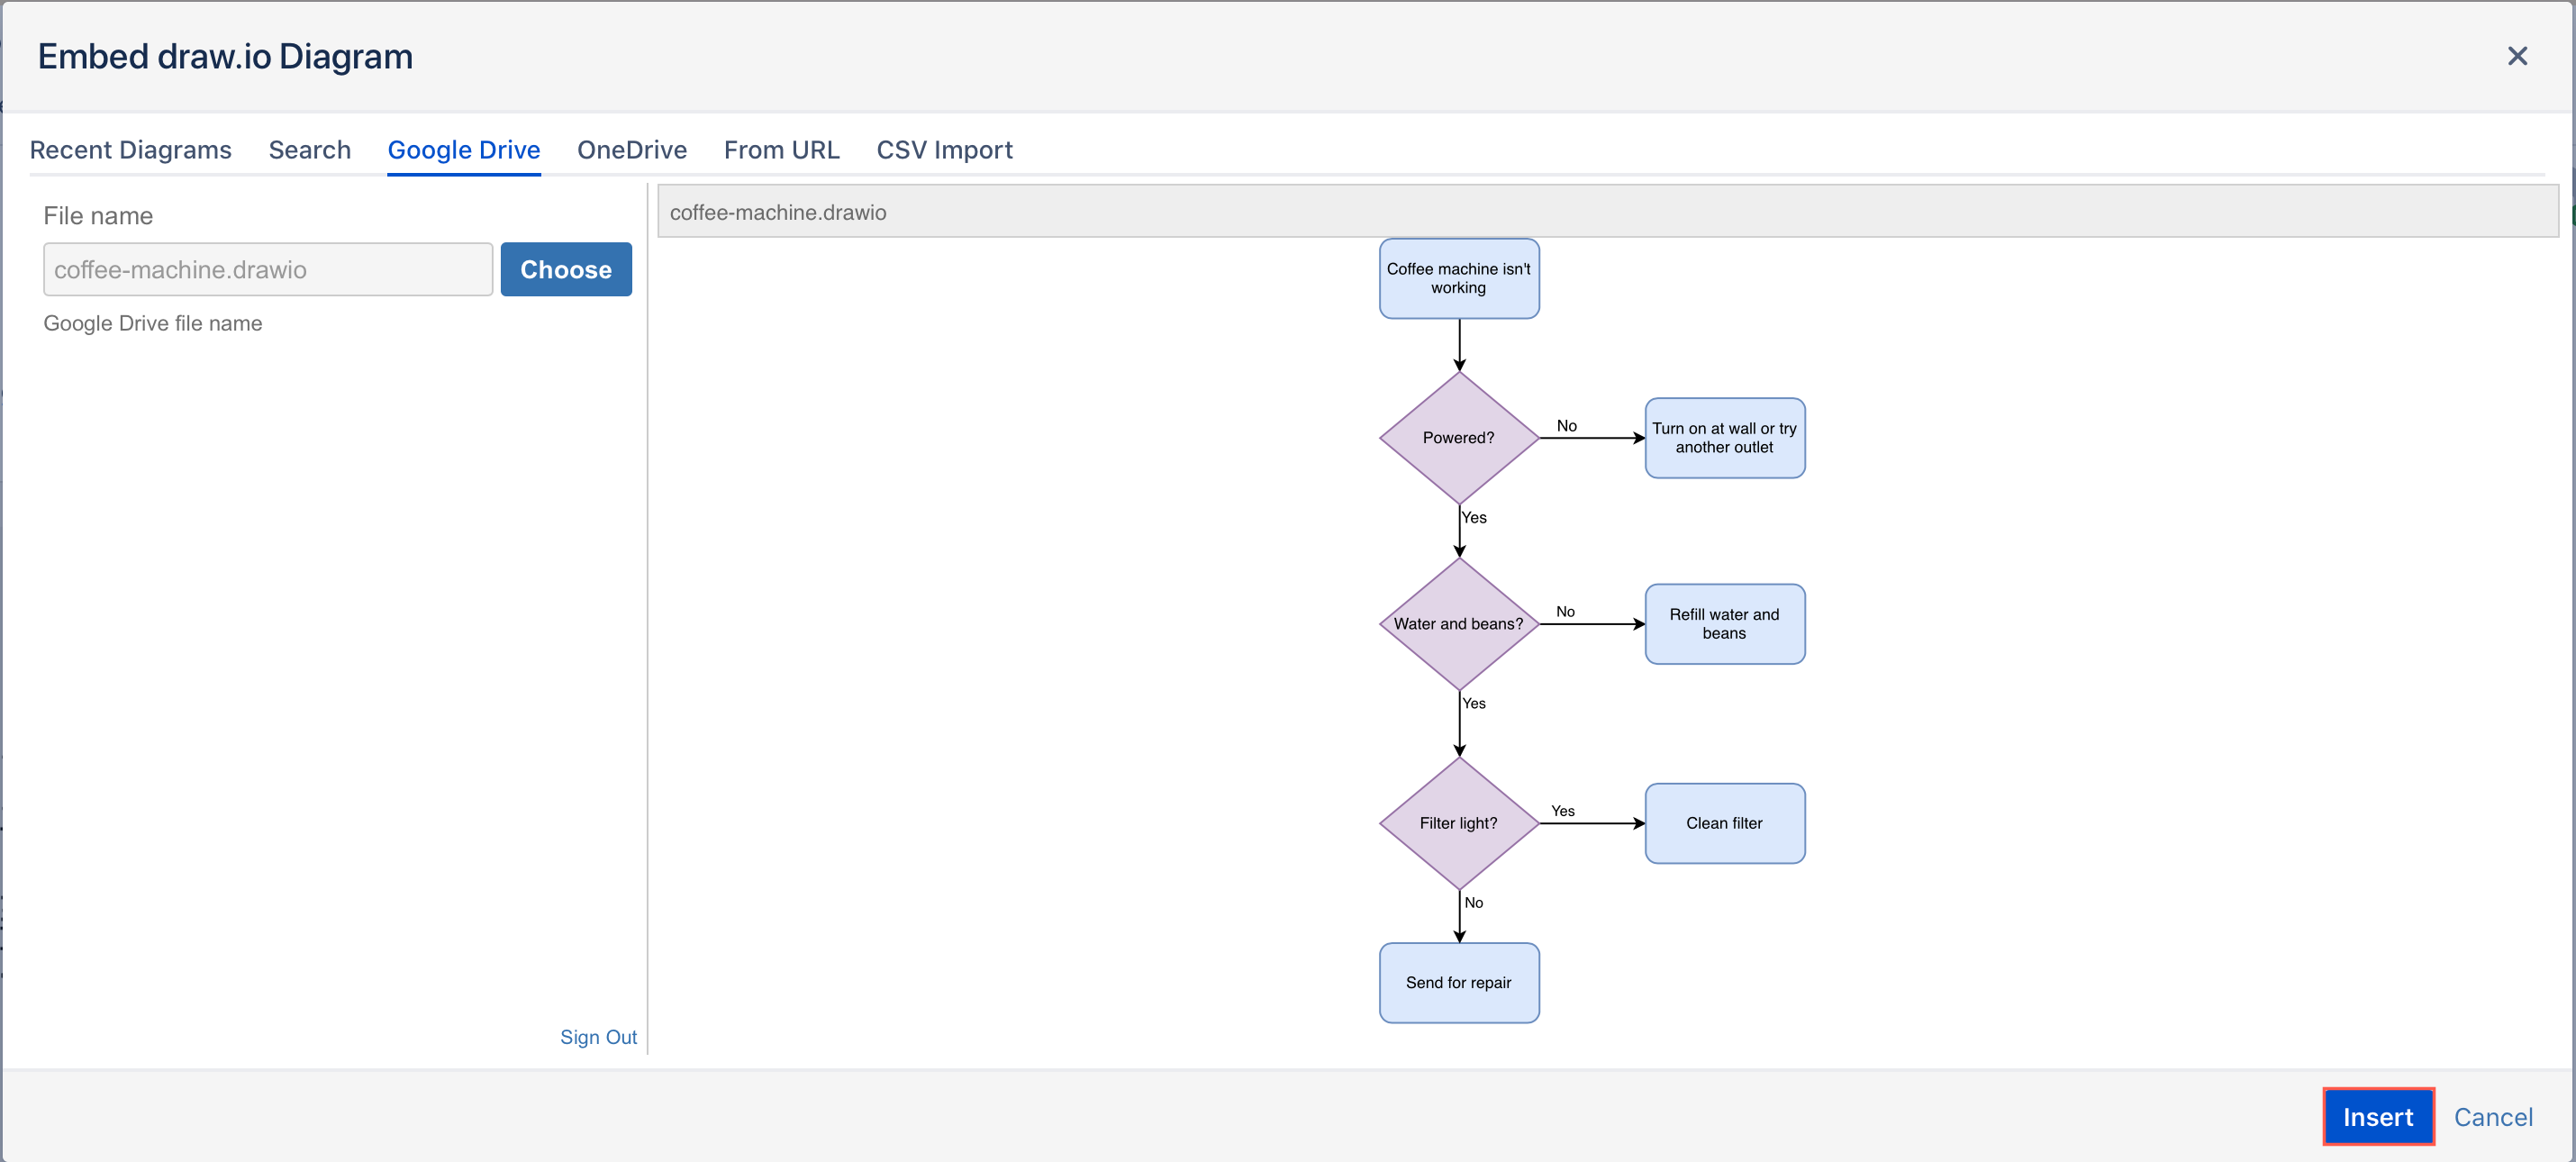 Embed draw.io Diagram
Recent Diagrams Search Google Drive OneDrive From URL CSV Import
File name
coffee-machine.drawio Choose
Google Drive file name
Sign Out
coffee-machine.drawio
Coffee machine isn't
working
Powered?
No
Turn on at wall or try
another outlet
Yes
Water and beans?
No
Refill water and
beans
Yes
Filter light?
Yes
Clean filter
No
Send for repair
Insert Cancel